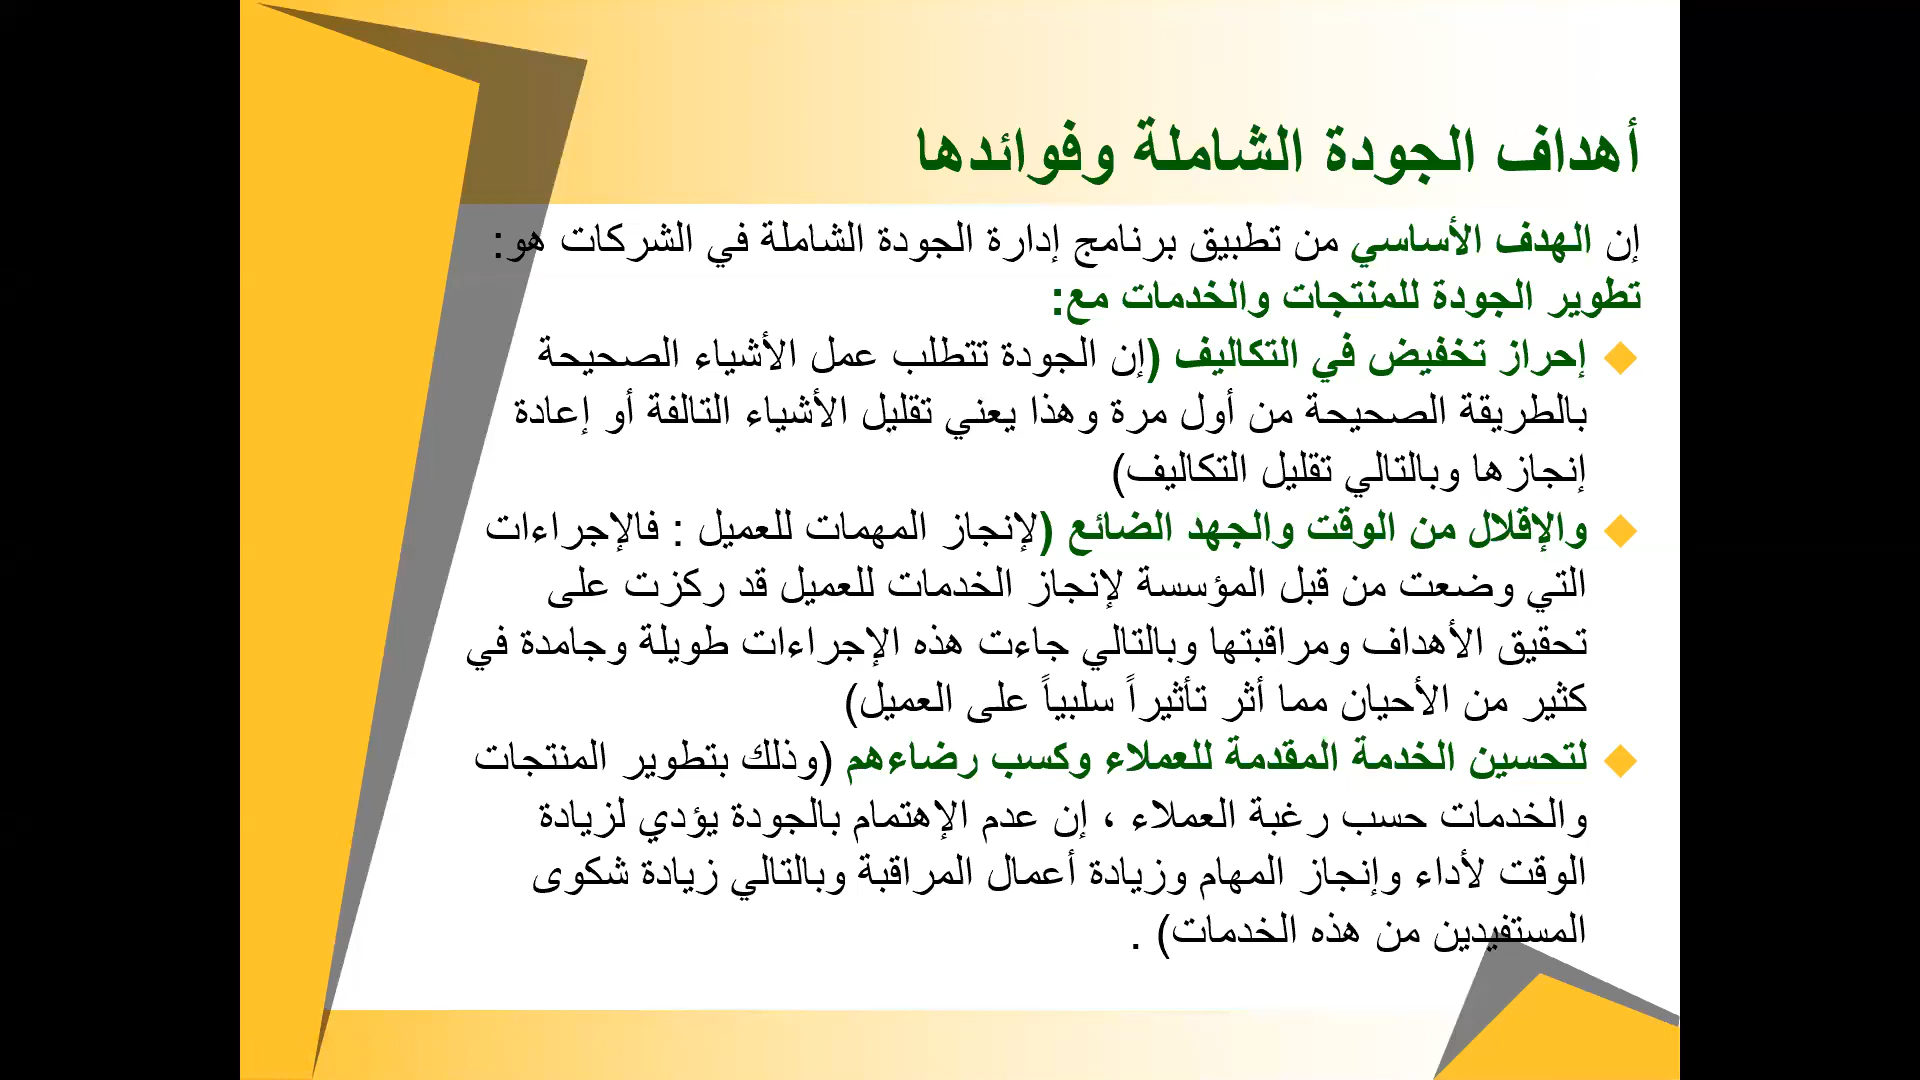 أهداف الجودة الشاملة وفوائدها
إن الهدف الأساسي من تطبيق برنامج إدارة الجودة الشاملة في الشركات هو:
تطوير الجودة للمنتجات والخدمات مع:
إحراز تخفيض في التكاليف (إن الجودة تتطلب عمل الأشياء الصحيحة
بالطريقة الصحيحة من أول مرة وهذا يعني تقليل الأشياء التالفة أو إعادة
إنجازها وبالتالي تقليل التكاليف)
والإقلال من الوقت والجهد الضائع (لإنجاز المهمات للعميل : فالإجراءات
التي وضعت من قبل المؤسسة لإنجاز الخدمات للعميل قد ركزت على
تحقيق الأهداف ومراقبتها وبالتالي جاءت هذه الإجراءات طويلة وجامدة في
كثير من الأحيان مما أثر تأثيراً سلبياً على العميل)
لتحسين الخدمة المقدمة للعملاء وكسب رضاءهم (وذلك بتطوير المنتجات
والخدمات حسب رغبة العملاء ، إن عدم الإهتمام بالجودة يؤدي لزيادة
الوقت لأداء وإنجاز المهام وزيادة أعمال المراقبة وبالتالي زيادة شكوى
المستفيدين من هذه الخدمات) .